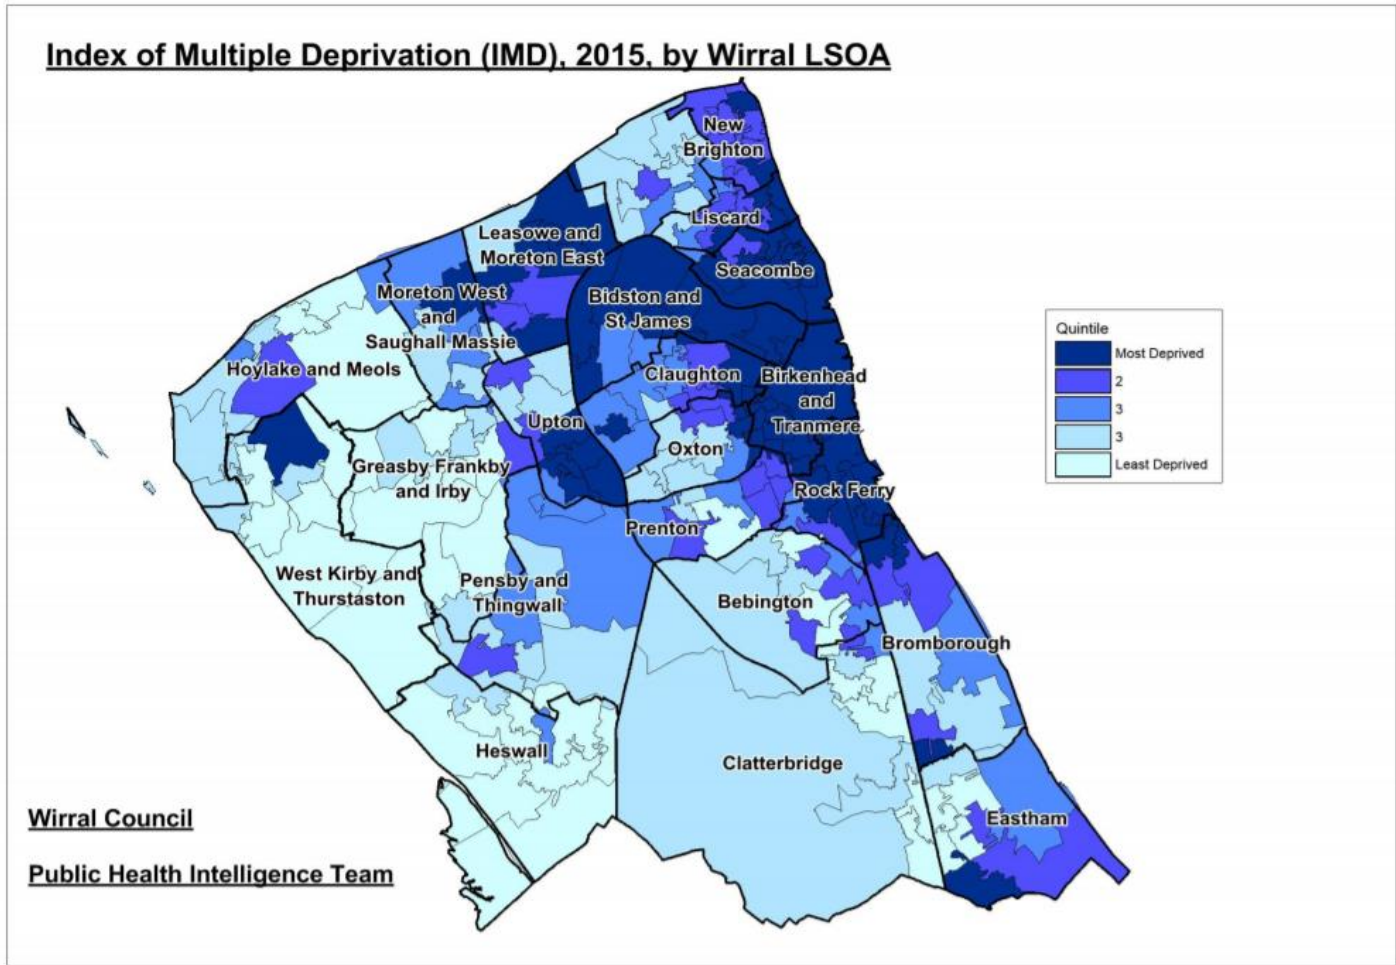 Index of Multiple Deprivation (IMD), 2015, by Wirral LSOA
New
Brighton
Liscard
Leasowe and
Moreton East
Seacombe
Moreton West
and
Saughall Massie
Bidston and
St James
Hoylake and Meols
Claughton
Birkenhead
and
Tranmere
Upton
Oxton
Greasby Frankby
and Irby
Rock Ferry
Prenton
West Kirby and
Thurstaston
Pensby and
Thingwall
Bebington
Bromborough
Heswall
Clatterbridge
Eastham
Quintile
Most Deprived
2
3
3
Least Deprived
Wirral Council
Public Health Intelligence Team